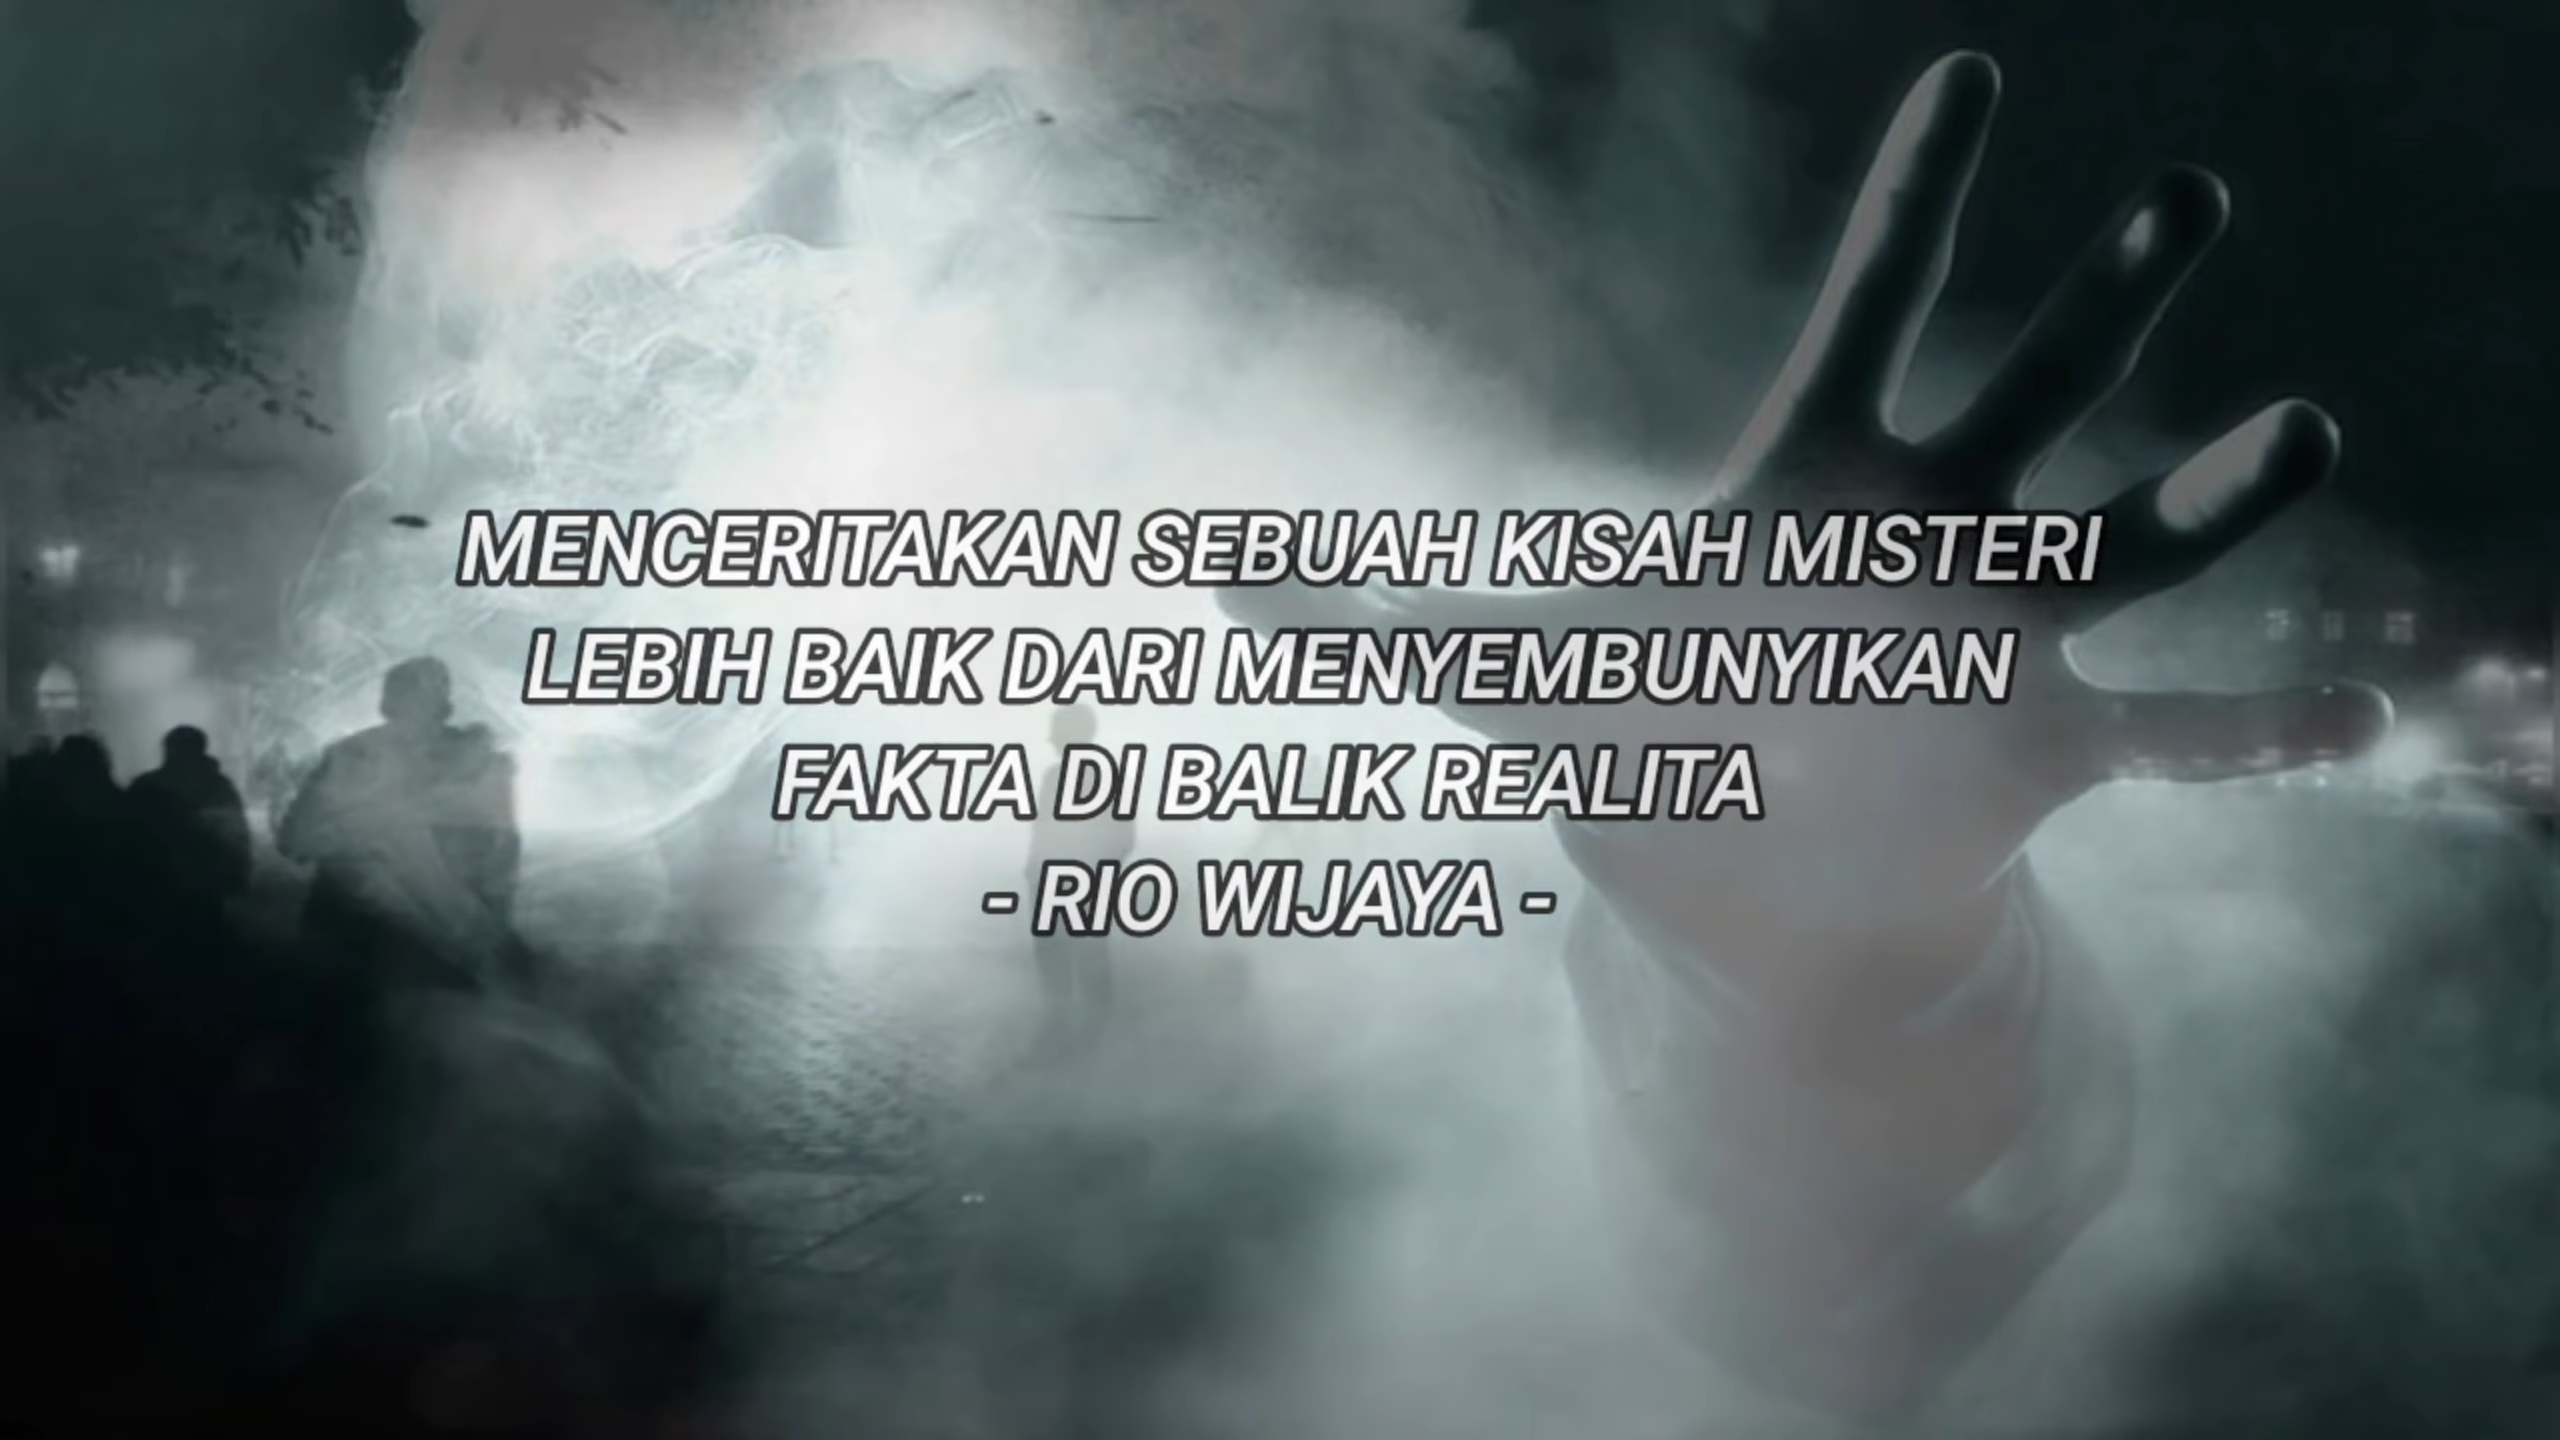 MENCERITAKAN SEBUAH KISAH MISTERI
LEBIH BAIK DARI MENYEMBUNYIKAN
FAKTA DI BALIK REALITA
- RIO WIJAYA -